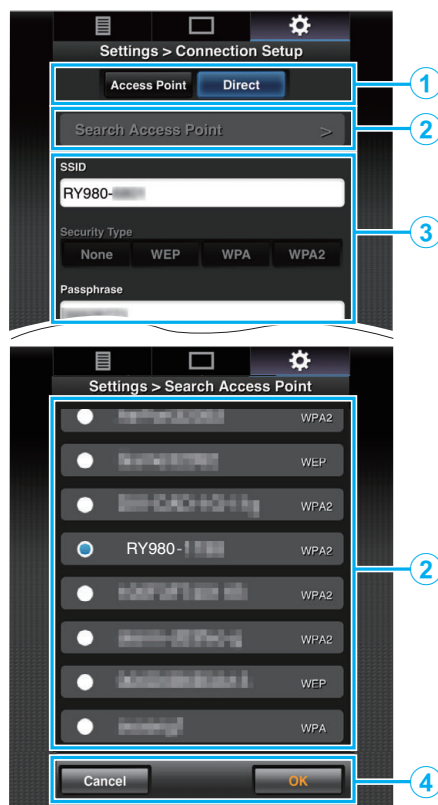 Settings > Connection Setup
Access Point Direct
1
Search Access Point >
2
SSID
RY980-
Security Type
None WEP WPA WPA2
3
Passphrase
Settings > Search Access Point
WPA2
WEP
WPA2
RY980- WPA2
2
WPA2
WPA2
WEP
WPA
Cancel OK
4